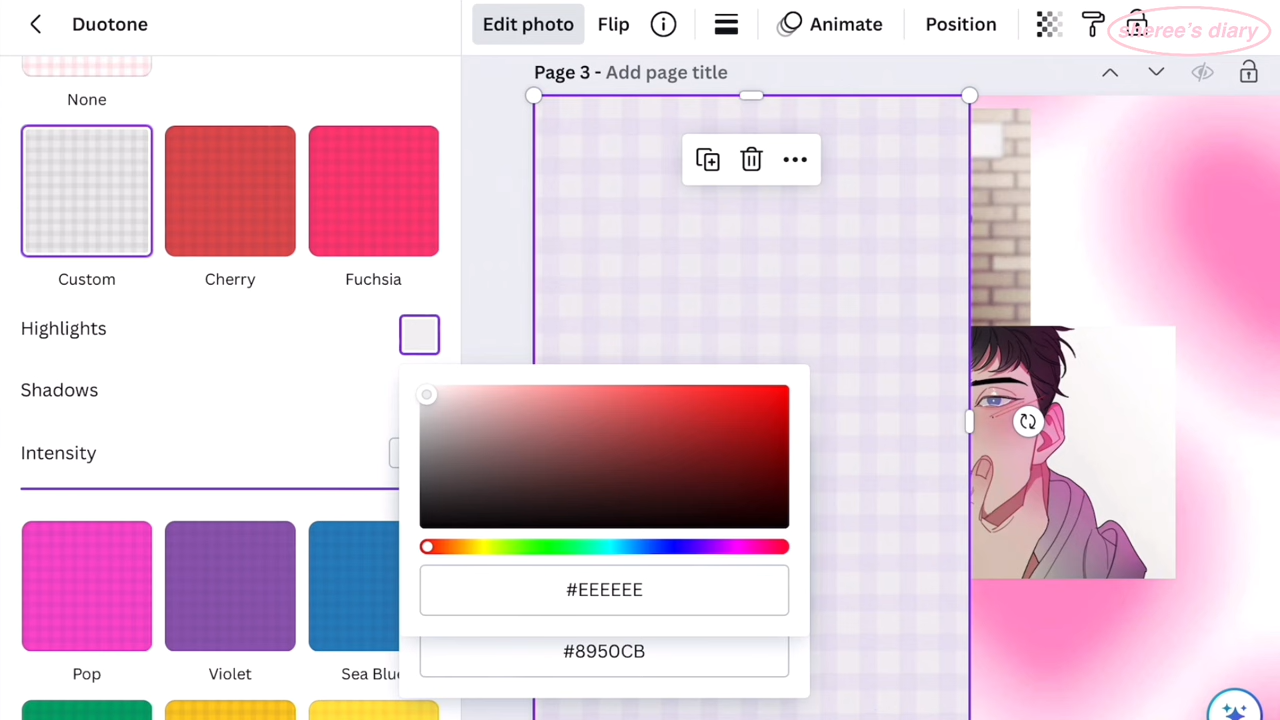 Duotone
Edit photo Flip Animate Position
sheree's diary
Page 3 - Add page title
None
Custom Cherry Fuchsia
Highlights
Shadows
Intensity
#EEEEEE
#8950CB
Pop Violet Sea Blue